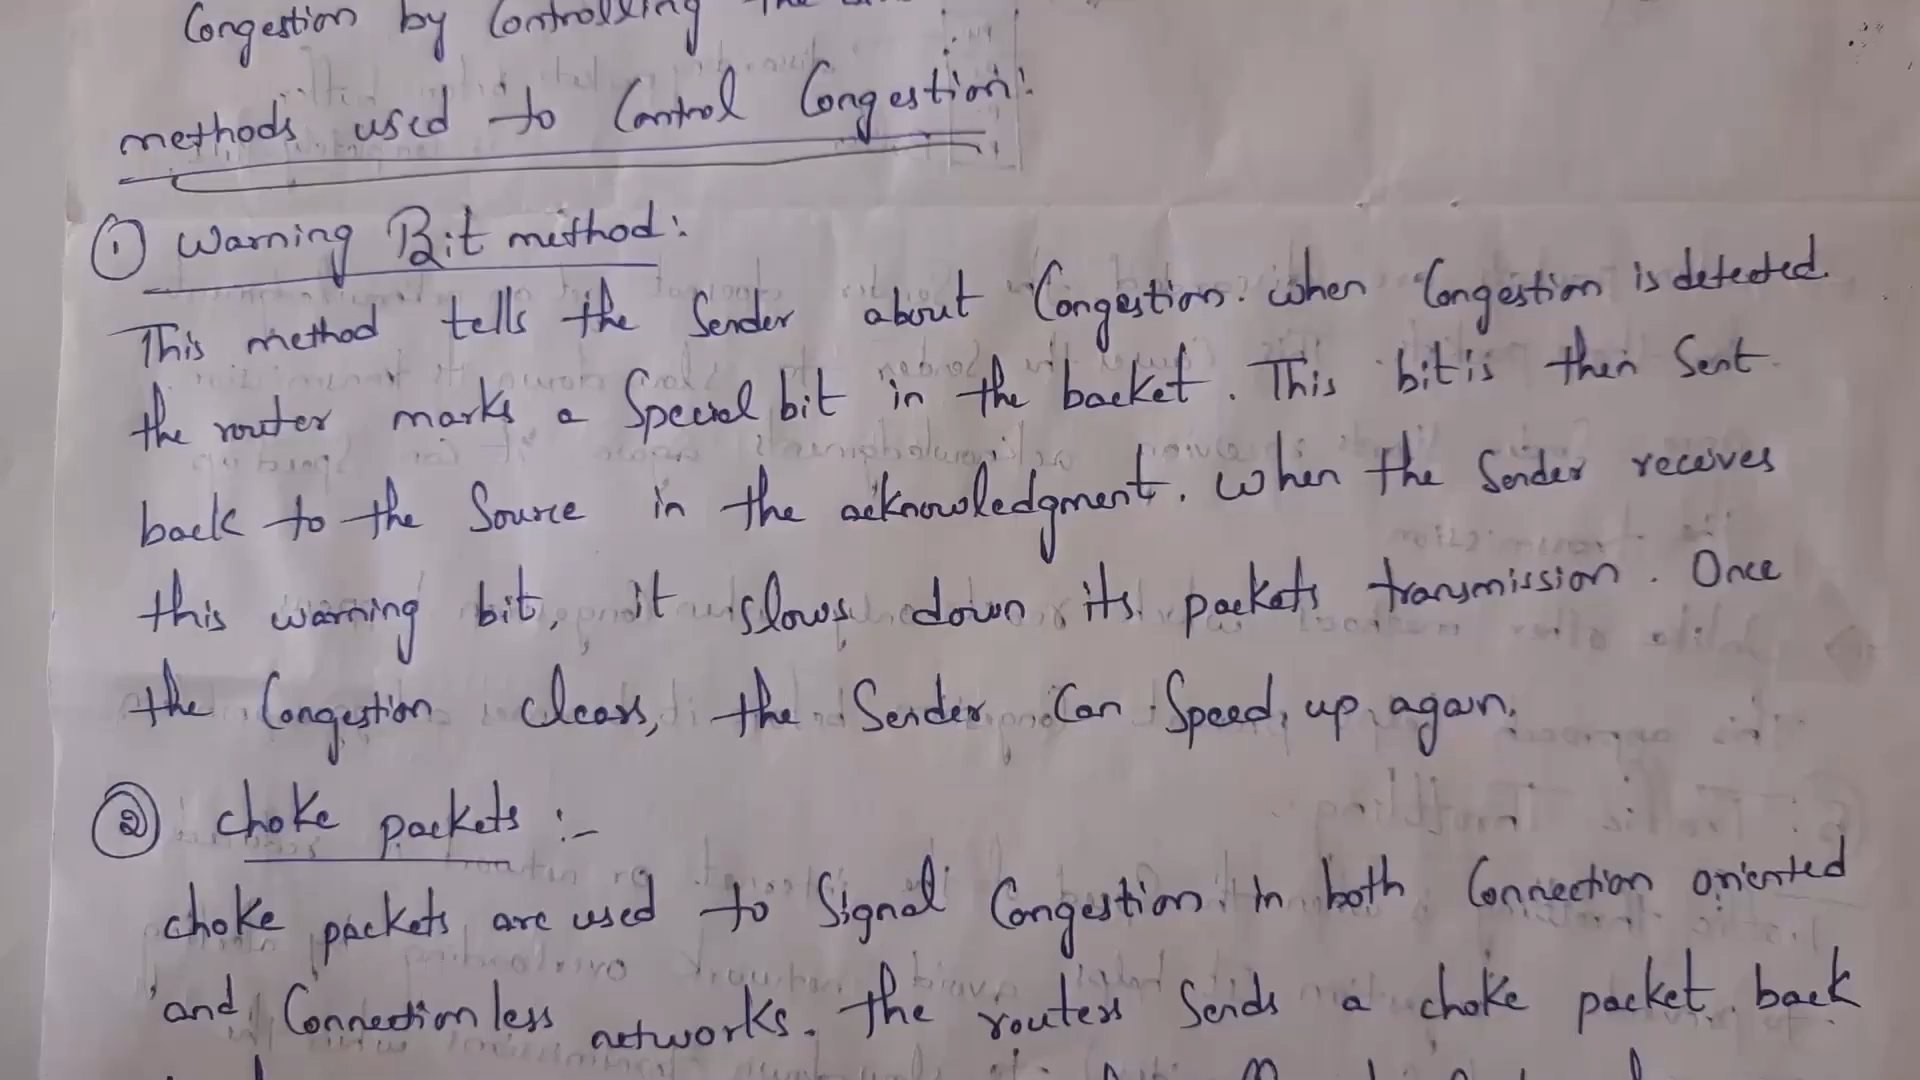 Congestion by Controlling the
methods used to Control Congestion:
① Warning Bit method:
This method tells the Sender about Congestion. when Congestion is detected.
the router marks a Special bit in the backet. This bit is then Sent
back to the Source in the acknowledgment. When the Sender receives
this warning bit, it slows down its packets transmission. Once
the Congestion clears, the Sender Can Speed up again.
② choke packets :-
choke packets are used to Signal Congestion in both Connection oriented
and Connectionless networks. the routers Sends a choke packet back